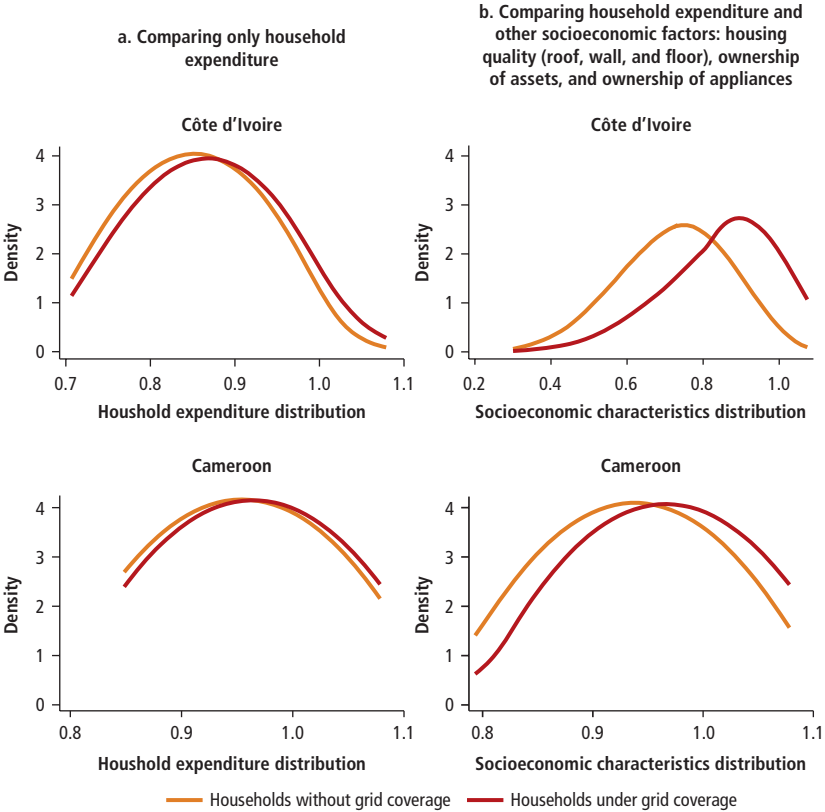 a. Comparing only household
expenditure
b. Comparing household expenditure and
other socioeconomic factors: housing
quality (roof, wall, and floor), ownership
of assets, and ownership of appliances
Côte d'Ivoire
4
3
2
1
0
Density
0.7 0.8 0.9 1.0 1.1
Houshold expenditure distribution
Côte d'Ivoire
4
3
2
1
0
Density
0.2 0.4 0.6 0.8 1.0
Socioeconomic characteristics distribution
Cameroon
4
3
2
1
0
Density
0.8 0.9 1.0 1.1
Houshold expenditure distribution
Cameroon
4
3
2
1
0
Density
0.8 0.9 1.0 1.1
Socioeconomic characteristics distribution
Households without grid coverage Households under grid coverage